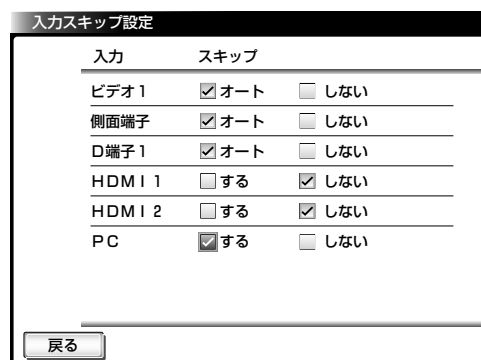 入力スキップ設定
入力 スキップ
ビデオ1 オート しない
側面端子 オート しない
D端子1 オート しない
HDMI1 する しない
HDMI2 する しない
PC する しない
戻る